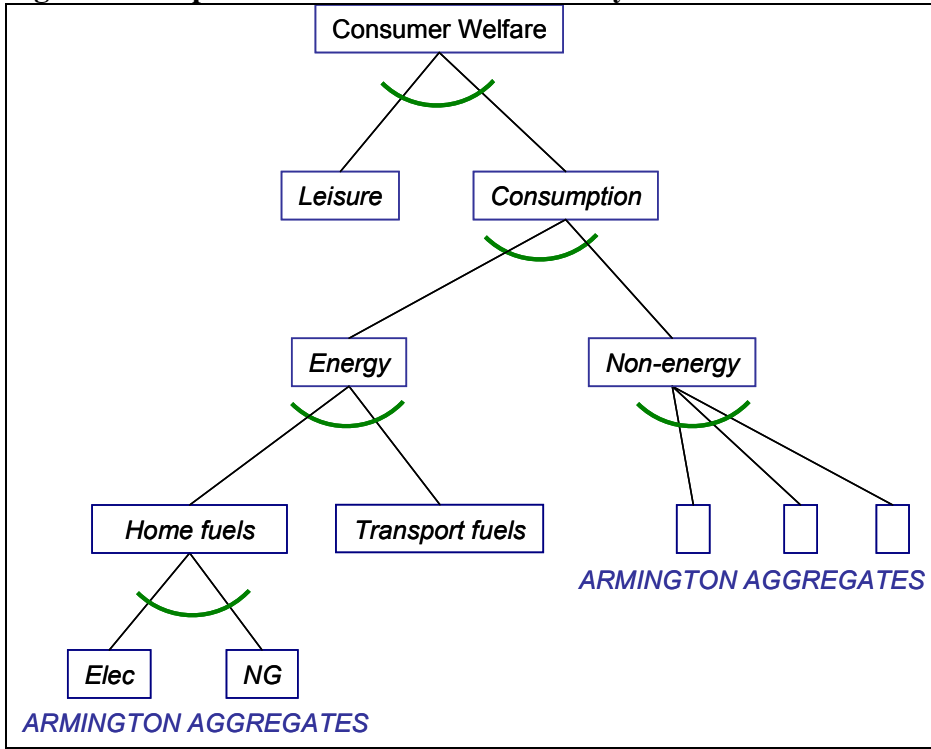 Consumer Welfare
Leisure
Consumption
Energy
Non-energy
Home fuels
Transport fuels
ARMINGTON AGGREGATES
Elec
NG
ARMINGTON AGGREGATES